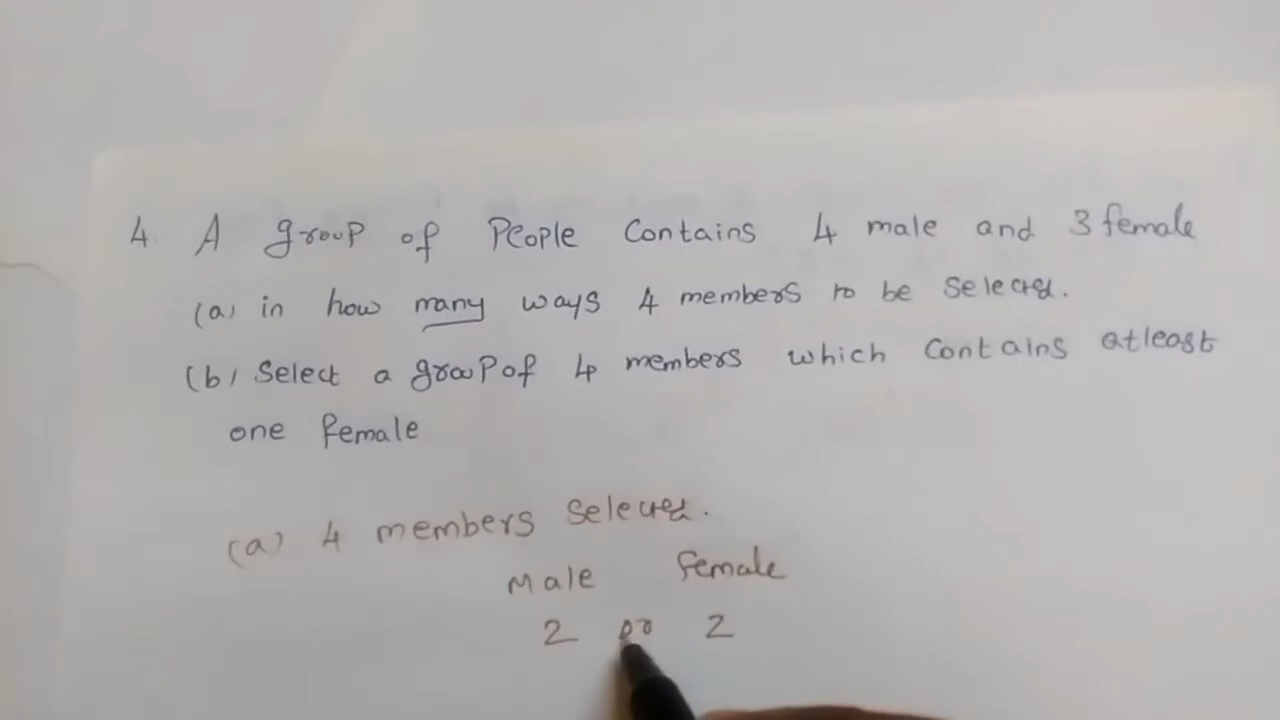 4. A group of People Contains 4 male and 3 female
(a) in how many ways 4 members to be Selected.
(b) Select a group of 4 members which Contains atleast
one female
(a) 4 members Selected.
Male female
2 or 2